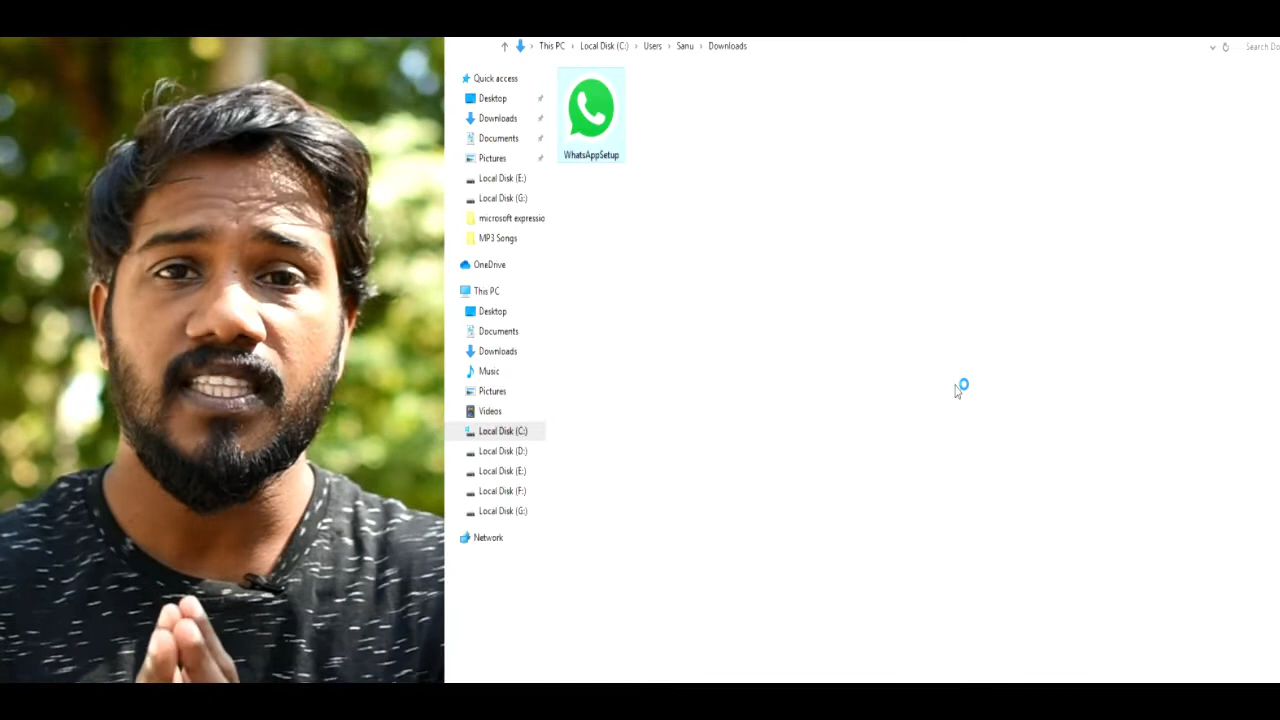 This PC > Local Disk (C:) > Users > Sanu > Downloads
Search Do
Quick access
Desktop
Downloads
Documents
Pictures
Local Disk (E:)
Local Disk (G:)
microsoft expressio
MP3 Songs
OneDrive
This PC
Desktop
Documents
Downloads
Music
Pictures
Videos
Local Disk (C:)
Local Disk (D:)
Local Disk (E:)
Local Disk (F:)
Local Disk (G:)
Network
WhatsAppSetup